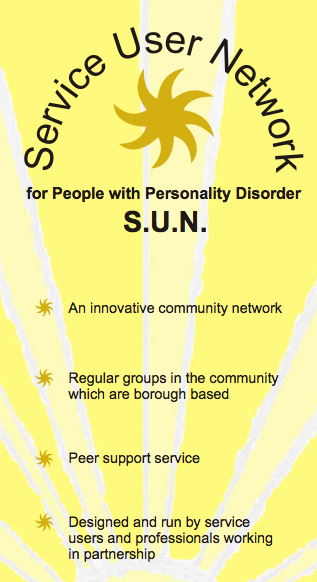 Service User Network
for People with Personality Disorder
S.U.N.
An innovative community network
Regular groups in the community
which are borough based
Peer support service
Designed and run by service
users and professionals working
in partnership